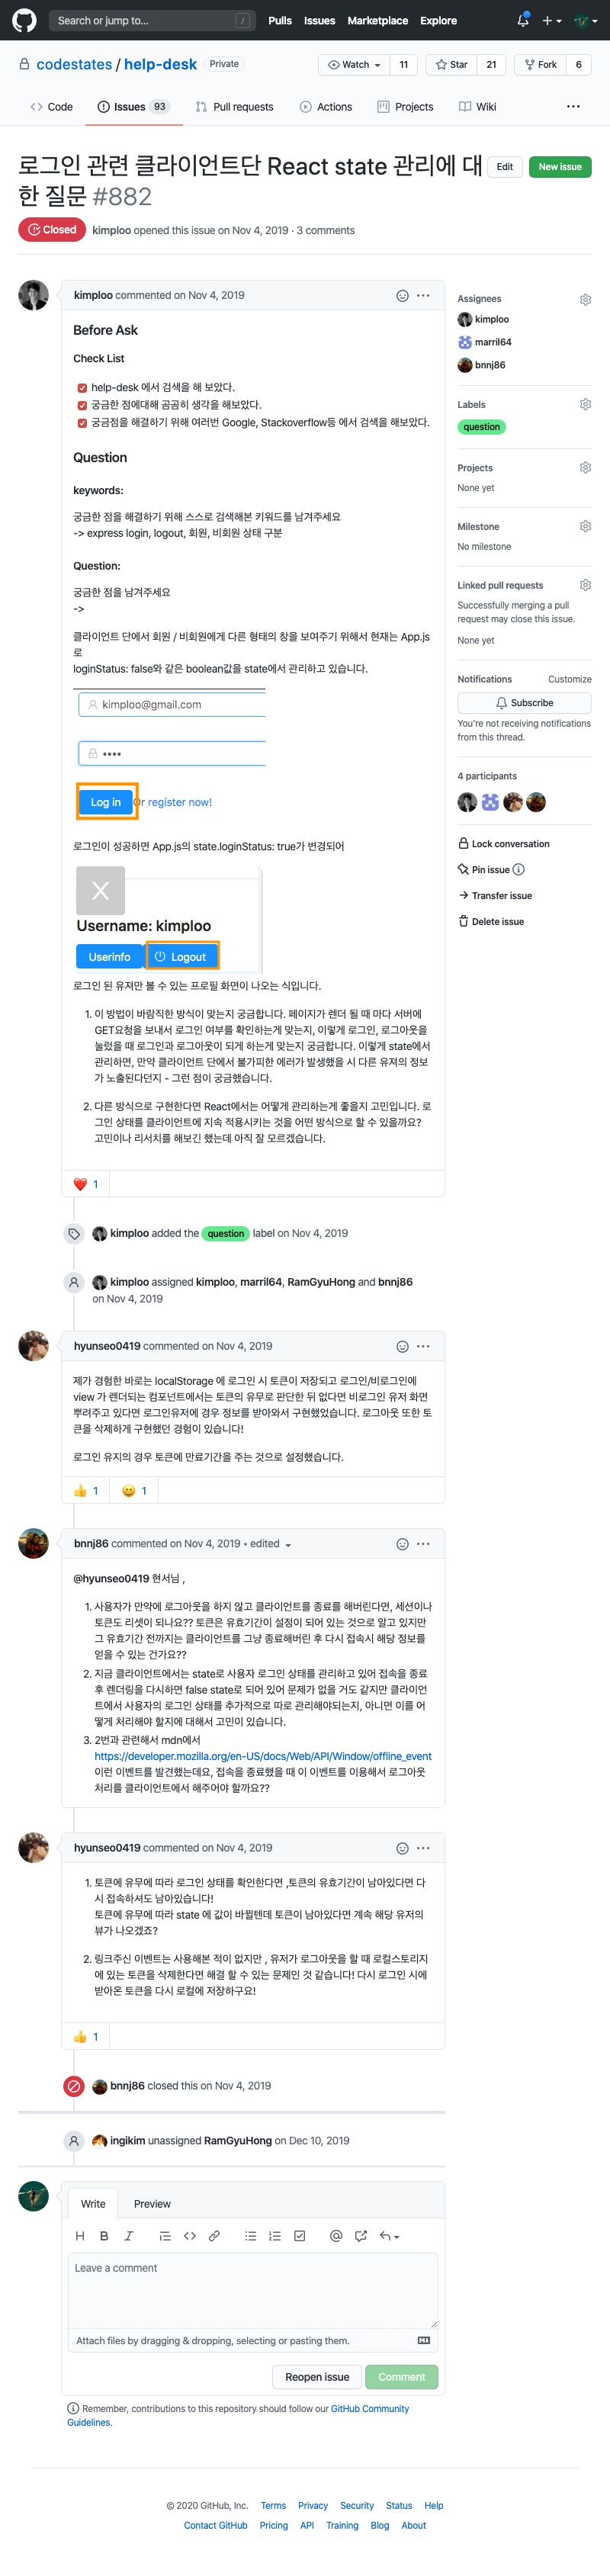 Search or jump to...
/
Pulls Issues Marketplace Explore
codestates / help-desk Private
Watch 11 Star 21 Fork 6
Code Issues 93 Pull requests Actions Projects Wiki
로그인 관련 클라이언트단 React state 관리에 대
한 질문 #882
Edit New issue
Closed kimploo opened this issue on Nov 4, 2019 · 3 comments
kimploo commented on Nov 4, 2019
Before Ask
Check List
help-desk 에서 검색을 해 보았다.
궁금한 점에대해 곰곰히 생각을 해보았다.
궁금점을 해결하기 위해 여러번 Google, Stackoverflow등 에서 검색을 해보았다.
Question
keywords:
궁금한 점을 해결하기 위해 스스로 검색해본 키워드를 남겨주세요
-> express login, logout, 회원, 비회원 상태 구분
Question:
궁금한 점을 남겨주세요
->
클라이언트 단에서 회원 / 비회원에게 다른 형태의 창을 보여주기 위해서 현재는 App.js
로
loginStatus: false와 같은 boolean값을 state에서 관리하고 있습니다.
kimploo@gmail.com
••••
Log in Or register now!
로그인이 성공하면 App.js의 state.loginStatus: true가 변경되어
X
Username: kimploo
Userinfo Logout
로그인 된 유져만 볼 수 있는 프로필 화면이 나오는 식입니다.
1. 이 방법이 바람직한 방식이 맞는지 궁금합니다. 페이지가 렌더 될 때 마다 서버에
GET요청을 보내서 로그인 여부를 확인하는게 맞는지, 이렇게 로그인, 로그아웃을
눌렀을 때 로그인과 로그아웃이 되게 하는게 맞는지 궁금합니다. 이렇게 state에서
관리하면, 만약 클라이언트 단에서 불가피한 에러가 발생했을 시 다른 유져의 정보
가 노출된다던지 - 그런 점이 궁금했습니다.
2. 다른 방식으로 구현한다면 React에서는 어떻게 관리하는게 좋을지 고민입니다. 로
그인 상태를 클라이언트에 지속 적용시키는 것을 어떤 방식으로 할 수 있을까요?
고민이나 리서치를 해보긴 했는데 아직 잘 모르겠습니다.
1
kimploo added the question label on Nov 4, 2019
kimploo assigned kimploo, marril64, RamGyuHong and bnnj86
on Nov 4, 2019
hyunseo0419 commented on Nov 4, 2019
제가 경험한 바로는 localStorage 에 로그인 시 토큰이 저장되고 로그인/비로그인에
view 가 렌더되는 컴포넌트에서는 토큰의 유무로 판단한 뒤 없다면 비로그인 유저 화면
뿌려주고 있다면 로그인유저에 경우 정보를 받아와서 구현했었습니다. 로그아웃 또한 토
큰을 삭제하게 구현했던 경험이 있습니다!
로그인 유지의 경우 토큰에 만료기간을 주는 것으로 설정했습니다.
1 1
bnnj86 commented on Nov 4, 2019 • edited
@hyunseo0419 현서님 ,
1. 사용자가 만약에 로그아웃을 하지 않고 클라이언트를 종료를 해버린다면, 세션이나
토큰도 리셋이 되나요?? 토큰은 유효기간이 설정이 되어 있는 것으로 알고 있지만
그 유효기간 전까지는 클라이언트를 그냥 종료해버린 후 다시 접속시 해당 정보를
얻을 수 있는 건가요??
2. 지금 클라이언트에서는 state로 사용자 로그인 상태를 관리하고 있어 접속을 종료
후 렌더링을 다시하면 false state로 되어 있어 문제가 없을 거도 같지만 클라이언
트에서 사용자의 로그인 상태를 추가적으로 따로 관리해야되는지, 아니면 이를 어
떻게 처리해야 할지에 대해서 고민이 있습니다.
3. 2번과 관련해서 mdn에서
https://developer.mozilla.org/en-US/docs/Web/API/Window/offline_event
이런 이벤트를 발견했는데요, 접속을 종료했을 때 이 이벤트를 이용해서 로그아웃
처리를 클라이언트에서 해주어야 할까요??
hyunseo0419 commented on Nov 4, 2019
1. 토큰에 유무에 따라 로그인 상태를 확인한다면 ,토큰의 유효기간이 남아있다면 다
시 접속하셔도 남아있습니다!
토큰에 유무에 따라 state 에 값이 바뀔텐데 토큰이 남아있다면 계속 해당 유저의
뷰가 나오겠죠?
2. 링크주신 이벤트는 사용해본 적이 없지만 , 유저가 로그아웃을 할 때 로컬스토리지
에 있는 토큰을 삭제한다면 해결 할 수 있는 문제인 것 같습니다! 다시 로그인 시에
받아온 토큰을 다시 로컬에 저장하구요!
1
bnnj86 closed this on Nov 4, 2019
ingikim unassigned RamGyuHong on Dec 10, 2019
Write Preview
H B I @
Leave a comment
Attach files by dragging & dropping, selecting or pasting them.
Reopen issue Comment
Remember, contributions to this repository should follow our GitHub Community
Guidelines.
Assignees
kimploo
marril64
bnnj86
Labels
question
Projects
None yet
Milestone
No milestone
Linked pull requests
Successfully merging a pull
request may close this issue.
None yet
Notifications Customize
Subscribe
You're not receiving notifications
from this thread.
4 participants
Lock conversation
Pin issue
Transfer issue
Delete issue
© 2020 GitHub, Inc. Terms Privacy Security Status Help
Contact GitHub Pricing API Training Blog About